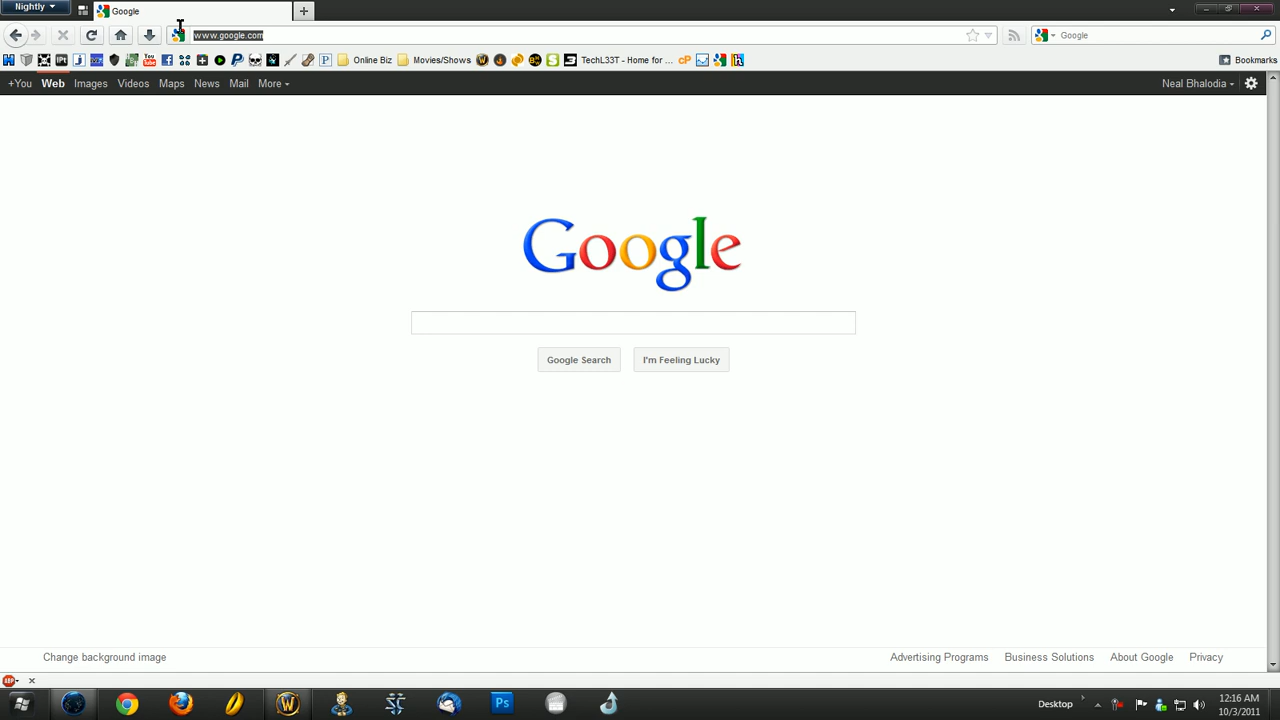 Nightly
Google
www.google.com
Google
Online Biz
Movies/Shows
TechL33T - Home for ...
Bookmarks
+You Web Images Videos Maps News Mail More
Neal Bhalodia
Google
Google Search
I'm Feeling Lucky
Change background image
Advertising Programs
Business Solutions
About Google
Privacy
Desktop
12:16 AM
10/3/2011